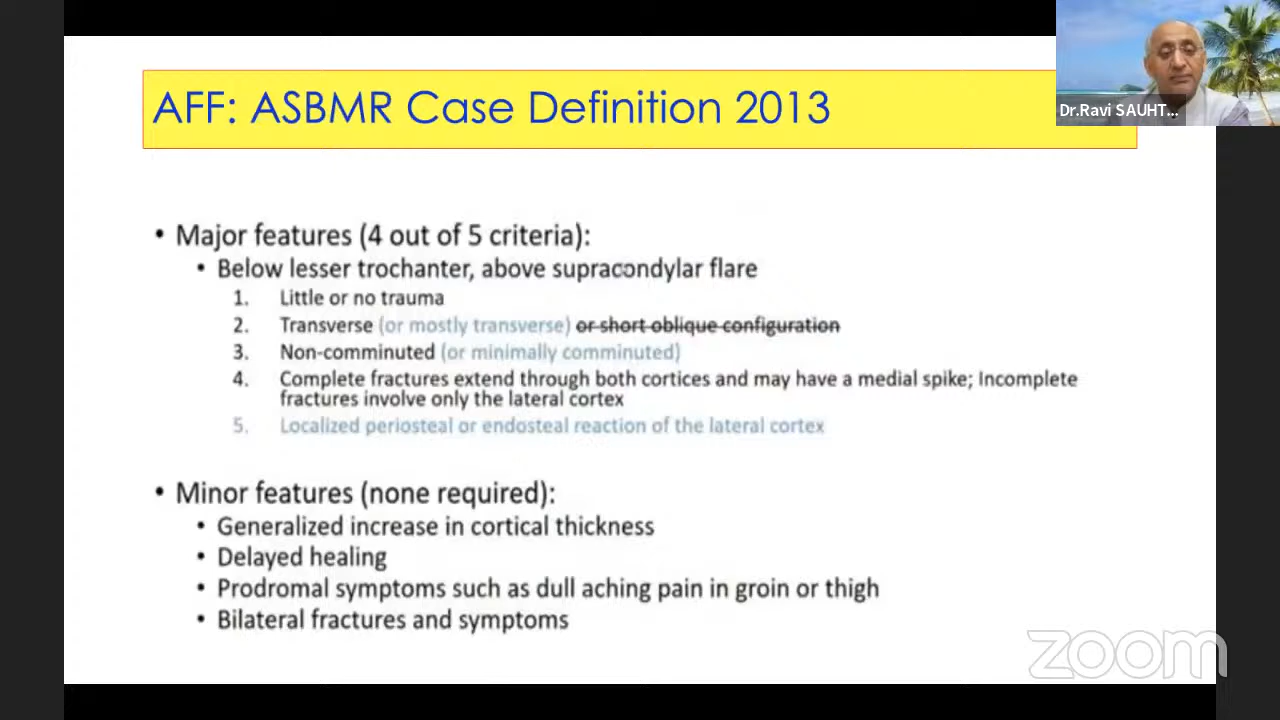 AFF: ASBMR Case Definition 2013
Dr.Ravi SAUHT...
• Major features (4 out of 5 criteria):
• Below lesser trochanter, above supracondylar flare
1. Little or no trauma
2. Transverse (or mostly transverse) or short oblique configuration
3. Non-comminuted (or minimally comminuted)
4. Complete fractures extend through both cortices and may have a medial spike; Incomplete
fractures involve only the lateral cortex
5. Localized periosteal or endosteal reaction of the lateral cortex
• Minor features (none required):
• Generalized increase in cortical thickness
• Delayed healing
• Prodromal symptoms such as dull aching pain in groin or thigh
• Bilateral fractures and symptoms
zoom